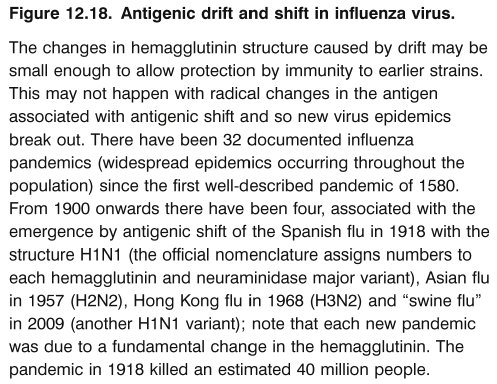 Figure 12.18. Antigenic drift and shift in influenza virus.
The changes in hemagglutinin structure caused by drift may be
small enough to allow protection by immunity to earlier strains.
This may not happen with radical changes in the antigen
associated with antigenic shift and so new virus epidemics
break out. There have been 32 documented influenza
pandemics (widespread epidemics occurring throughout the
population) since the first well-described pandemic of 1580.
From 1900 onwards there have been four, associated with the
emergence by antigenic shift of the Spanish flu in 1918 with the
structure H1N1 (the official nomenclature assigns numbers to
each hemagglutinin and neuraminidase major variant), Asian flu
in 1957 (H2N2), Hong Kong flu in 1968 (H3N2) and “swine flu”
in 2009 (another H1N1 variant); note that each new pandemic
was due to a fundamental change in the hemagglutinin. The
pandemic in 1918 killed an estimated 40 million people.